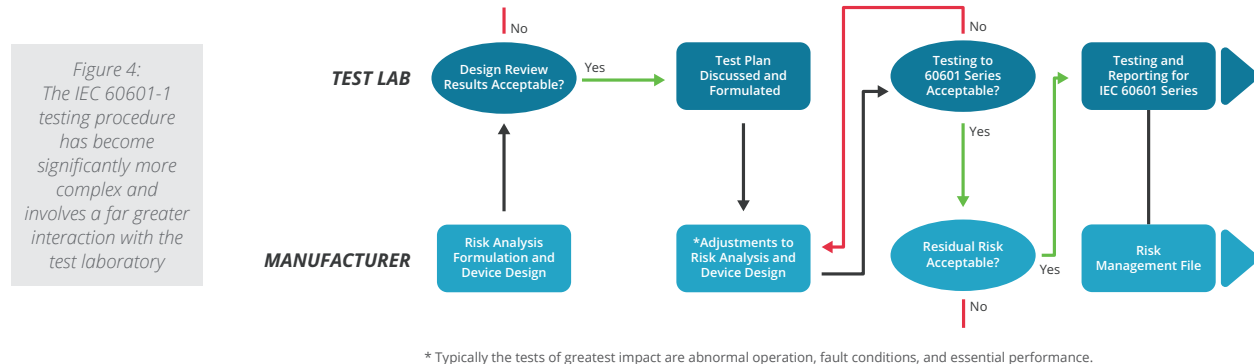 Figure 4:
The IEC 60601-1
testing procedure
has become
significantly more
complex and
involves a far greater
interaction with the
test laboratory
No
No
TEST LAB
Design Review
Results Acceptable?
Yes
Test Plan
Discussed and
Formulated
Testing to
60601 Series
Acceptable?
Testing and
Reporting for
IEC 60601 Series
Yes
MANUFACTURER
Risk Analysis
Formulation and
Device Design
*Adjustments to
Risk Analysis and
Device Design
Residual Risk
Acceptable?
Yes
Risk
Management File
No
* Typically the tests of greatest impact are abnormal operation, fault conditions, and essential performance.